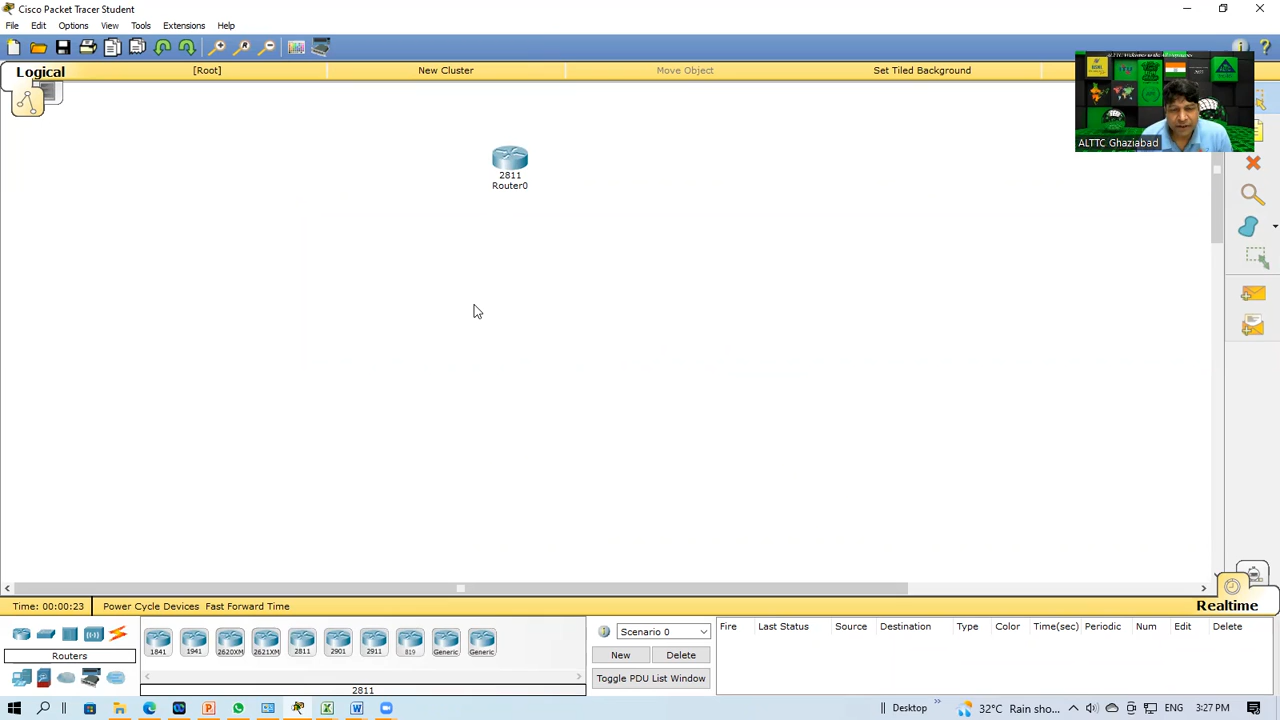 Cisco Packet Tracer Student
File Edit Options View Tools Extensions Help
Logical [Root] New Cluster Move Object Set Tiled Background
ALTTC Ghaziabad
2811
Router0
Time: 00:00:23 Power Cycle Devices Fast Forward Time
Realtime
Routers
1841 1941 2620XM 2621XM 2811 2901 2911 819 Generic Generic
2811
Scenario 0
New Delete
Toggle PDU List Window
Fire Last Status Source Destination Type Color Time(sec) Periodic Num Edit Delete
Desktop 32°C Rain sho... ENG 3:27 PM